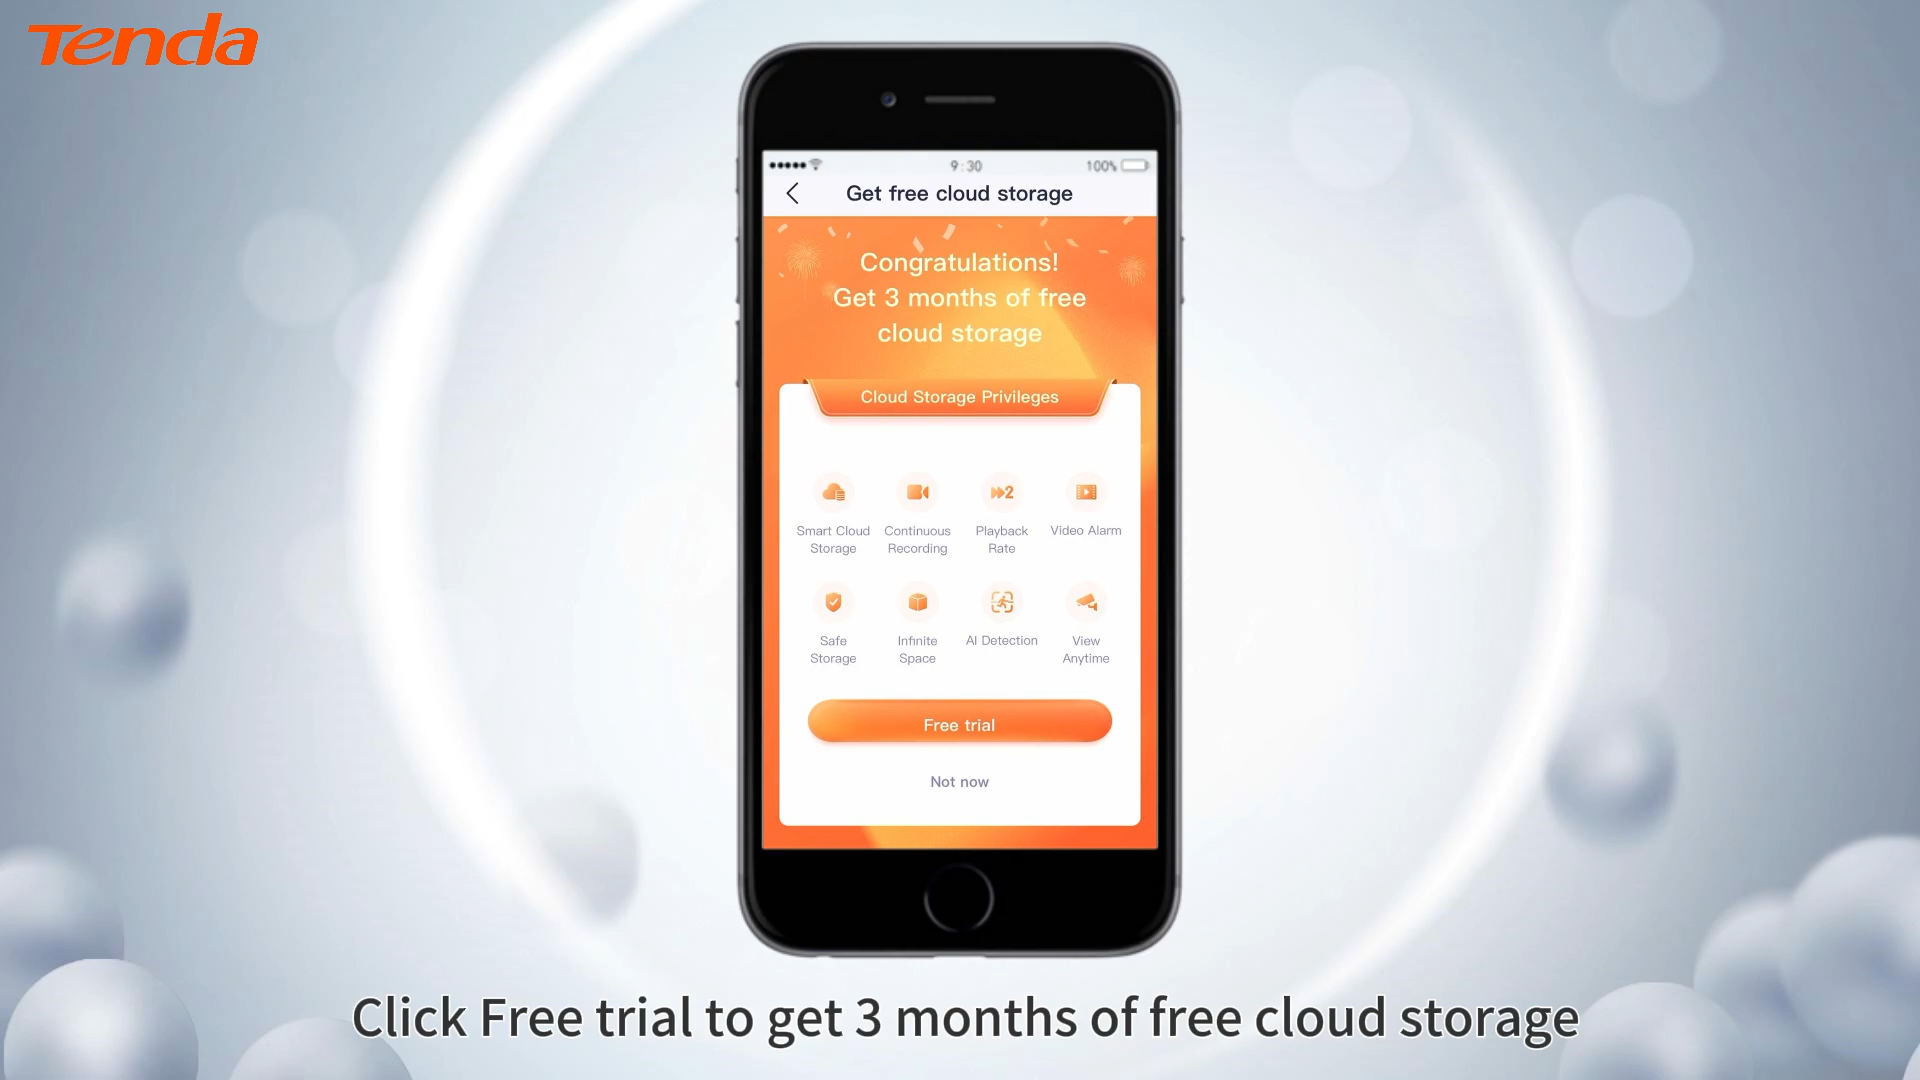 Tenda
9:30
100%
Get free cloud storage
Congratulations!
Get 3 months of free
cloud storage
Cloud Storage Privileges
Smart Cloud
Storage
Continuous
Recording
Playback
Rate
Video Alarm
Safe
Storage
Infinite
Space
AI Detection
View
Anytime
Free trial
Not now
Click Free trial to get 3 months of free cloud storage